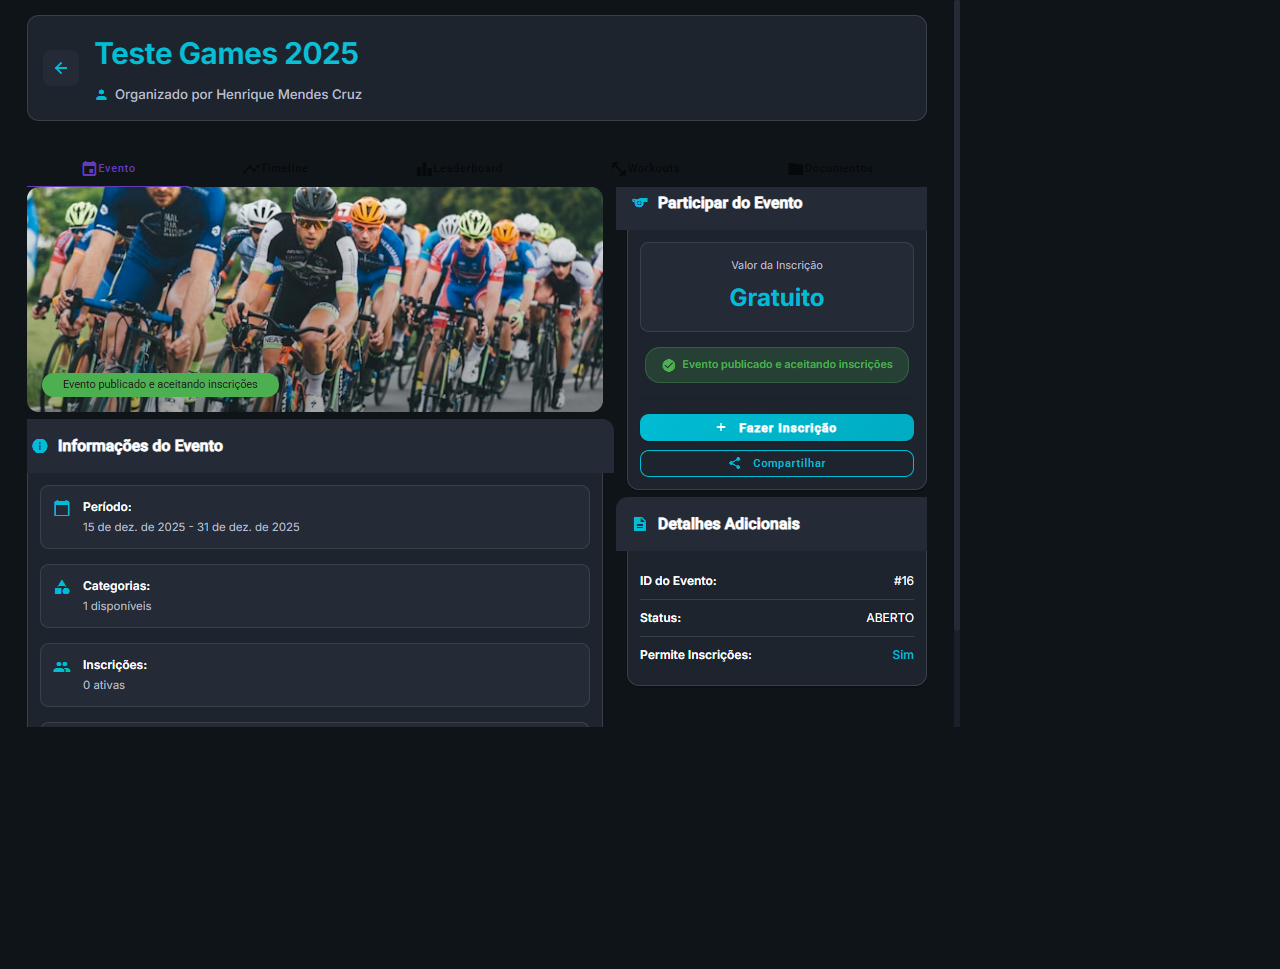 Teste Games 2025
Organizado por Henrique Mendes Cruz
Evento
Timeline
Leaderboard
Workouts
Documentos
Evento publicado e aceitando inscrições
Participar do Evento
Valor da Inscrição
Gratuito
Evento publicado e aceitando inscrições
Fazer Inscrição
Compartilhar
Informações do Evento
Período:
15 de dez. de 2025 - 31 de dez. de 2025
Categorias:
1 disponíveis
Inscrições:
0 ativas
Detalhes Adicionais
ID do Evento: #16
Status: ABERTO
Permite Inscrições: Sim